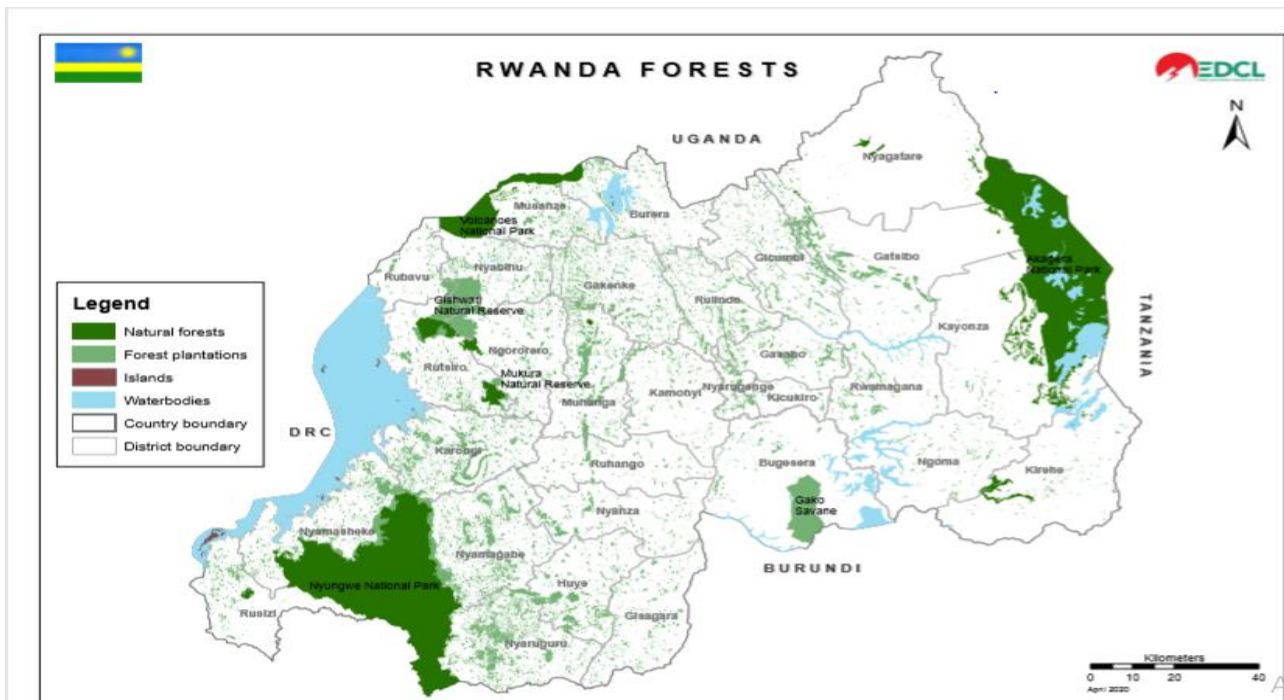 RWANDA FORESTS
EDCL
N
UGANDA
Nyagatare
Musanze
Burera
Volcanoes
National Park
Gicumbi
Gatsibo
Akagera
National Park
Rubavu
Nyabihu
Gakenke
Rulindo
Gishwati
Natural Reserve
Kayonza
TANZANIA
Legend
Natural forests
Forest plantations
Islands
Waterbodies
Country boundary
District boundary
Ngororero
Rutsiro
Gasabo
Mukura
Natural Reserve
Muhanga
Kamonyi
Nyarugenge
Kicukiro
Rwamagana
DRC
Karongi
Ruhango
Bugesera
Ngoma
Kirehe
Gako
Savane
Nyanza
Nyamasheke
Nyamagabe
BURUNDI
Nyungwe National Park
Huye
Rusizi
Gisagara
Nyaruguru
Kilometers
0 5 10 20 30 40
April 2020